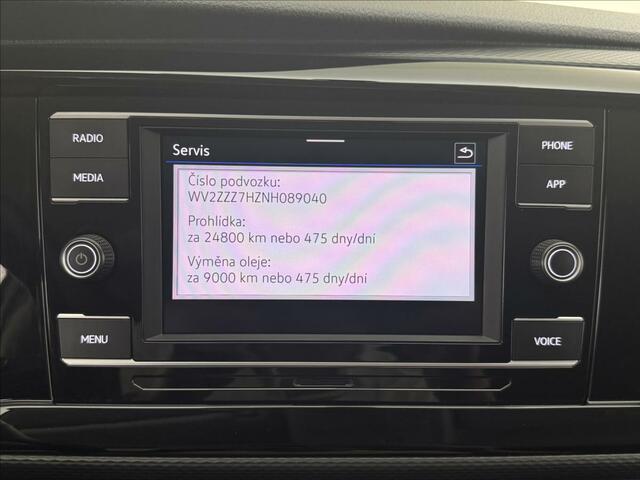 RADIO
MEDIA
MENU
Servis
Číslo podvozku:
WV2ZZZ7HZNH089040
Prohlídka:
za 24800 km nebo 475 dny/dní
Výměna oleje:
za 9000 km nebo 475 dny/dní
PHONE
APP
VOICE